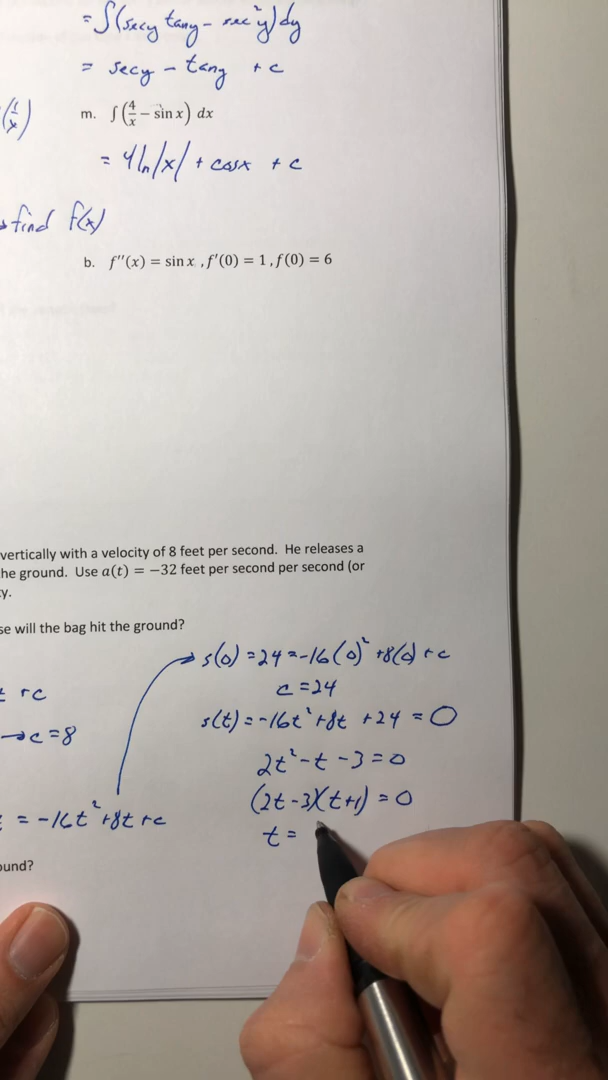 = ∫(secy tany - sec²y)dy
= secy - tany + c
(1/x)
m. ∫(4/x − sin x) dx
= 4ln|x| + cosx + c
find f(x)
b. f''(x) = sin x , f'(0) = 1 , f(0) = 6
vertically with a velocity of 8 feet per second. He releases a
he ground. Use a(t) = −32 feet per second per second (or
y.
se will the bag hit the ground?
→ s(0) = 24 = -16(0)² +8(0) + c
t + c
c = 24
s(t) = -16t² + 8t + 24 = 0
→ c = 8
2t² - t - 3 = 0
(2t - 3)(t+1) = 0
= -16t² + 8t + c
t =
ound?